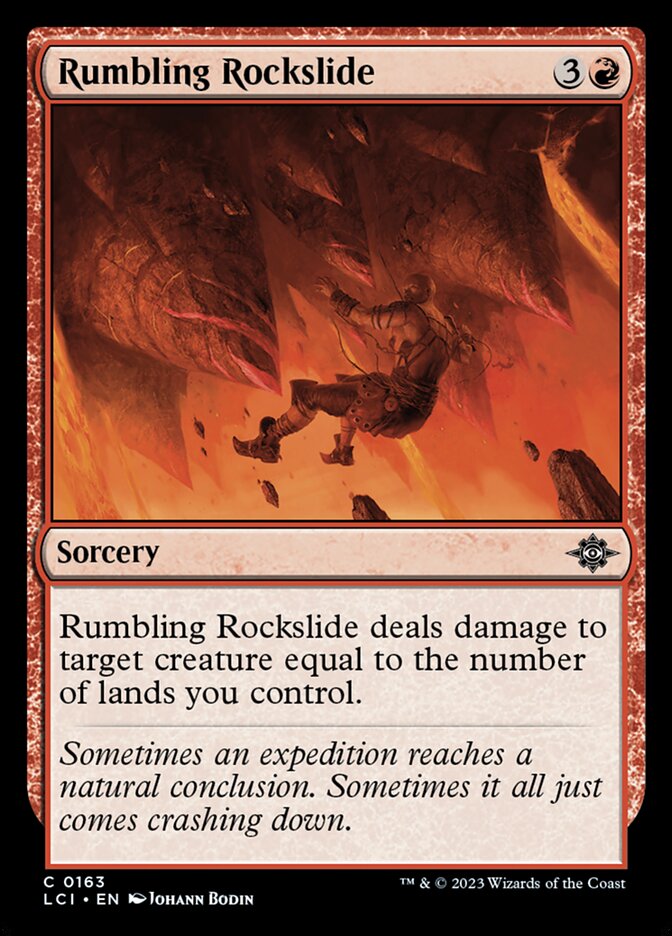 Rumbling Rockslide 3
Sorcery
Rumbling Rockslide deals damage to
target creature equal to the number
of lands you control.
Sometimes an expedition reaches a
natural conclusion. Sometimes it all just
comes crashing down.
C 0163
LCI • EN Johann Bodin
™ & © 2023 Wizards of the Coast